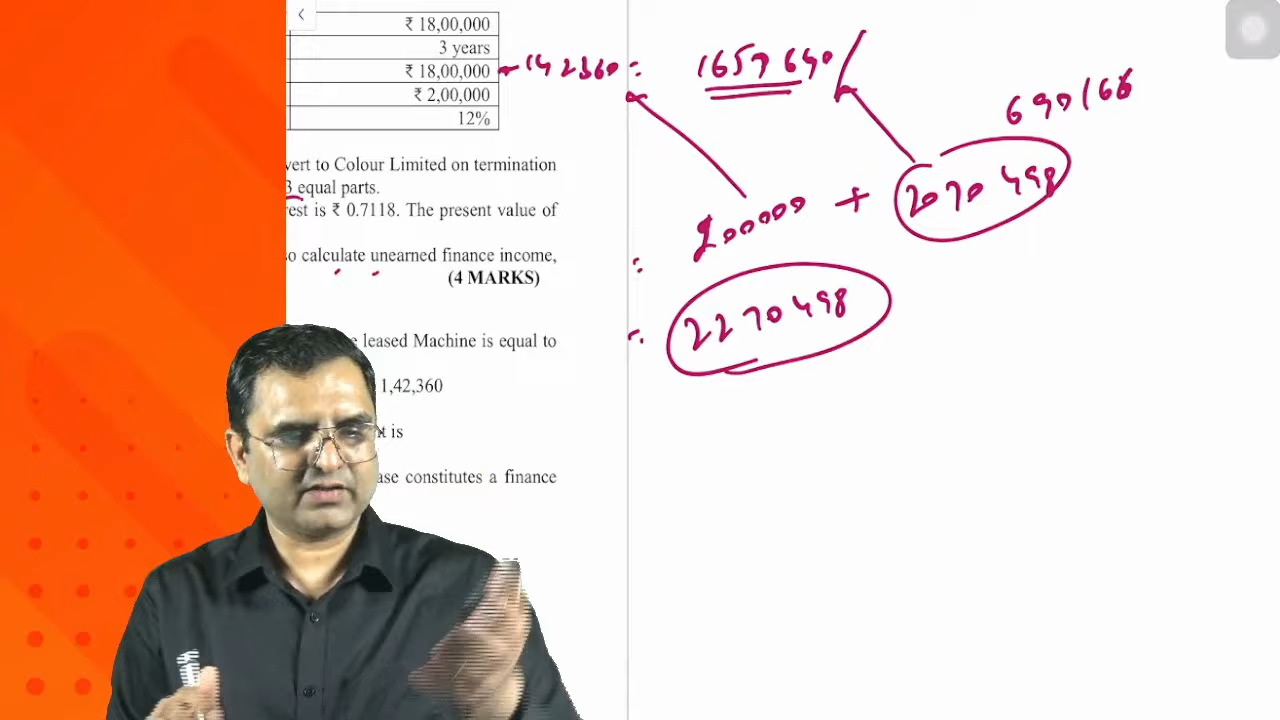 ₹ 18,00,000
3 years
₹ 18,00,000 - 142360 = 1657640
₹ 2,00,000
12%
690166
vert to Colour Limited on termination
3 equal parts.
rest is ₹ 0.7118. The present value of
200000 + 2070498
so calculate unearned finance income,
(4 MARKS)
= 2270498
e leased Machine is equal to
1,42,360
t is
ase constitutes a finance